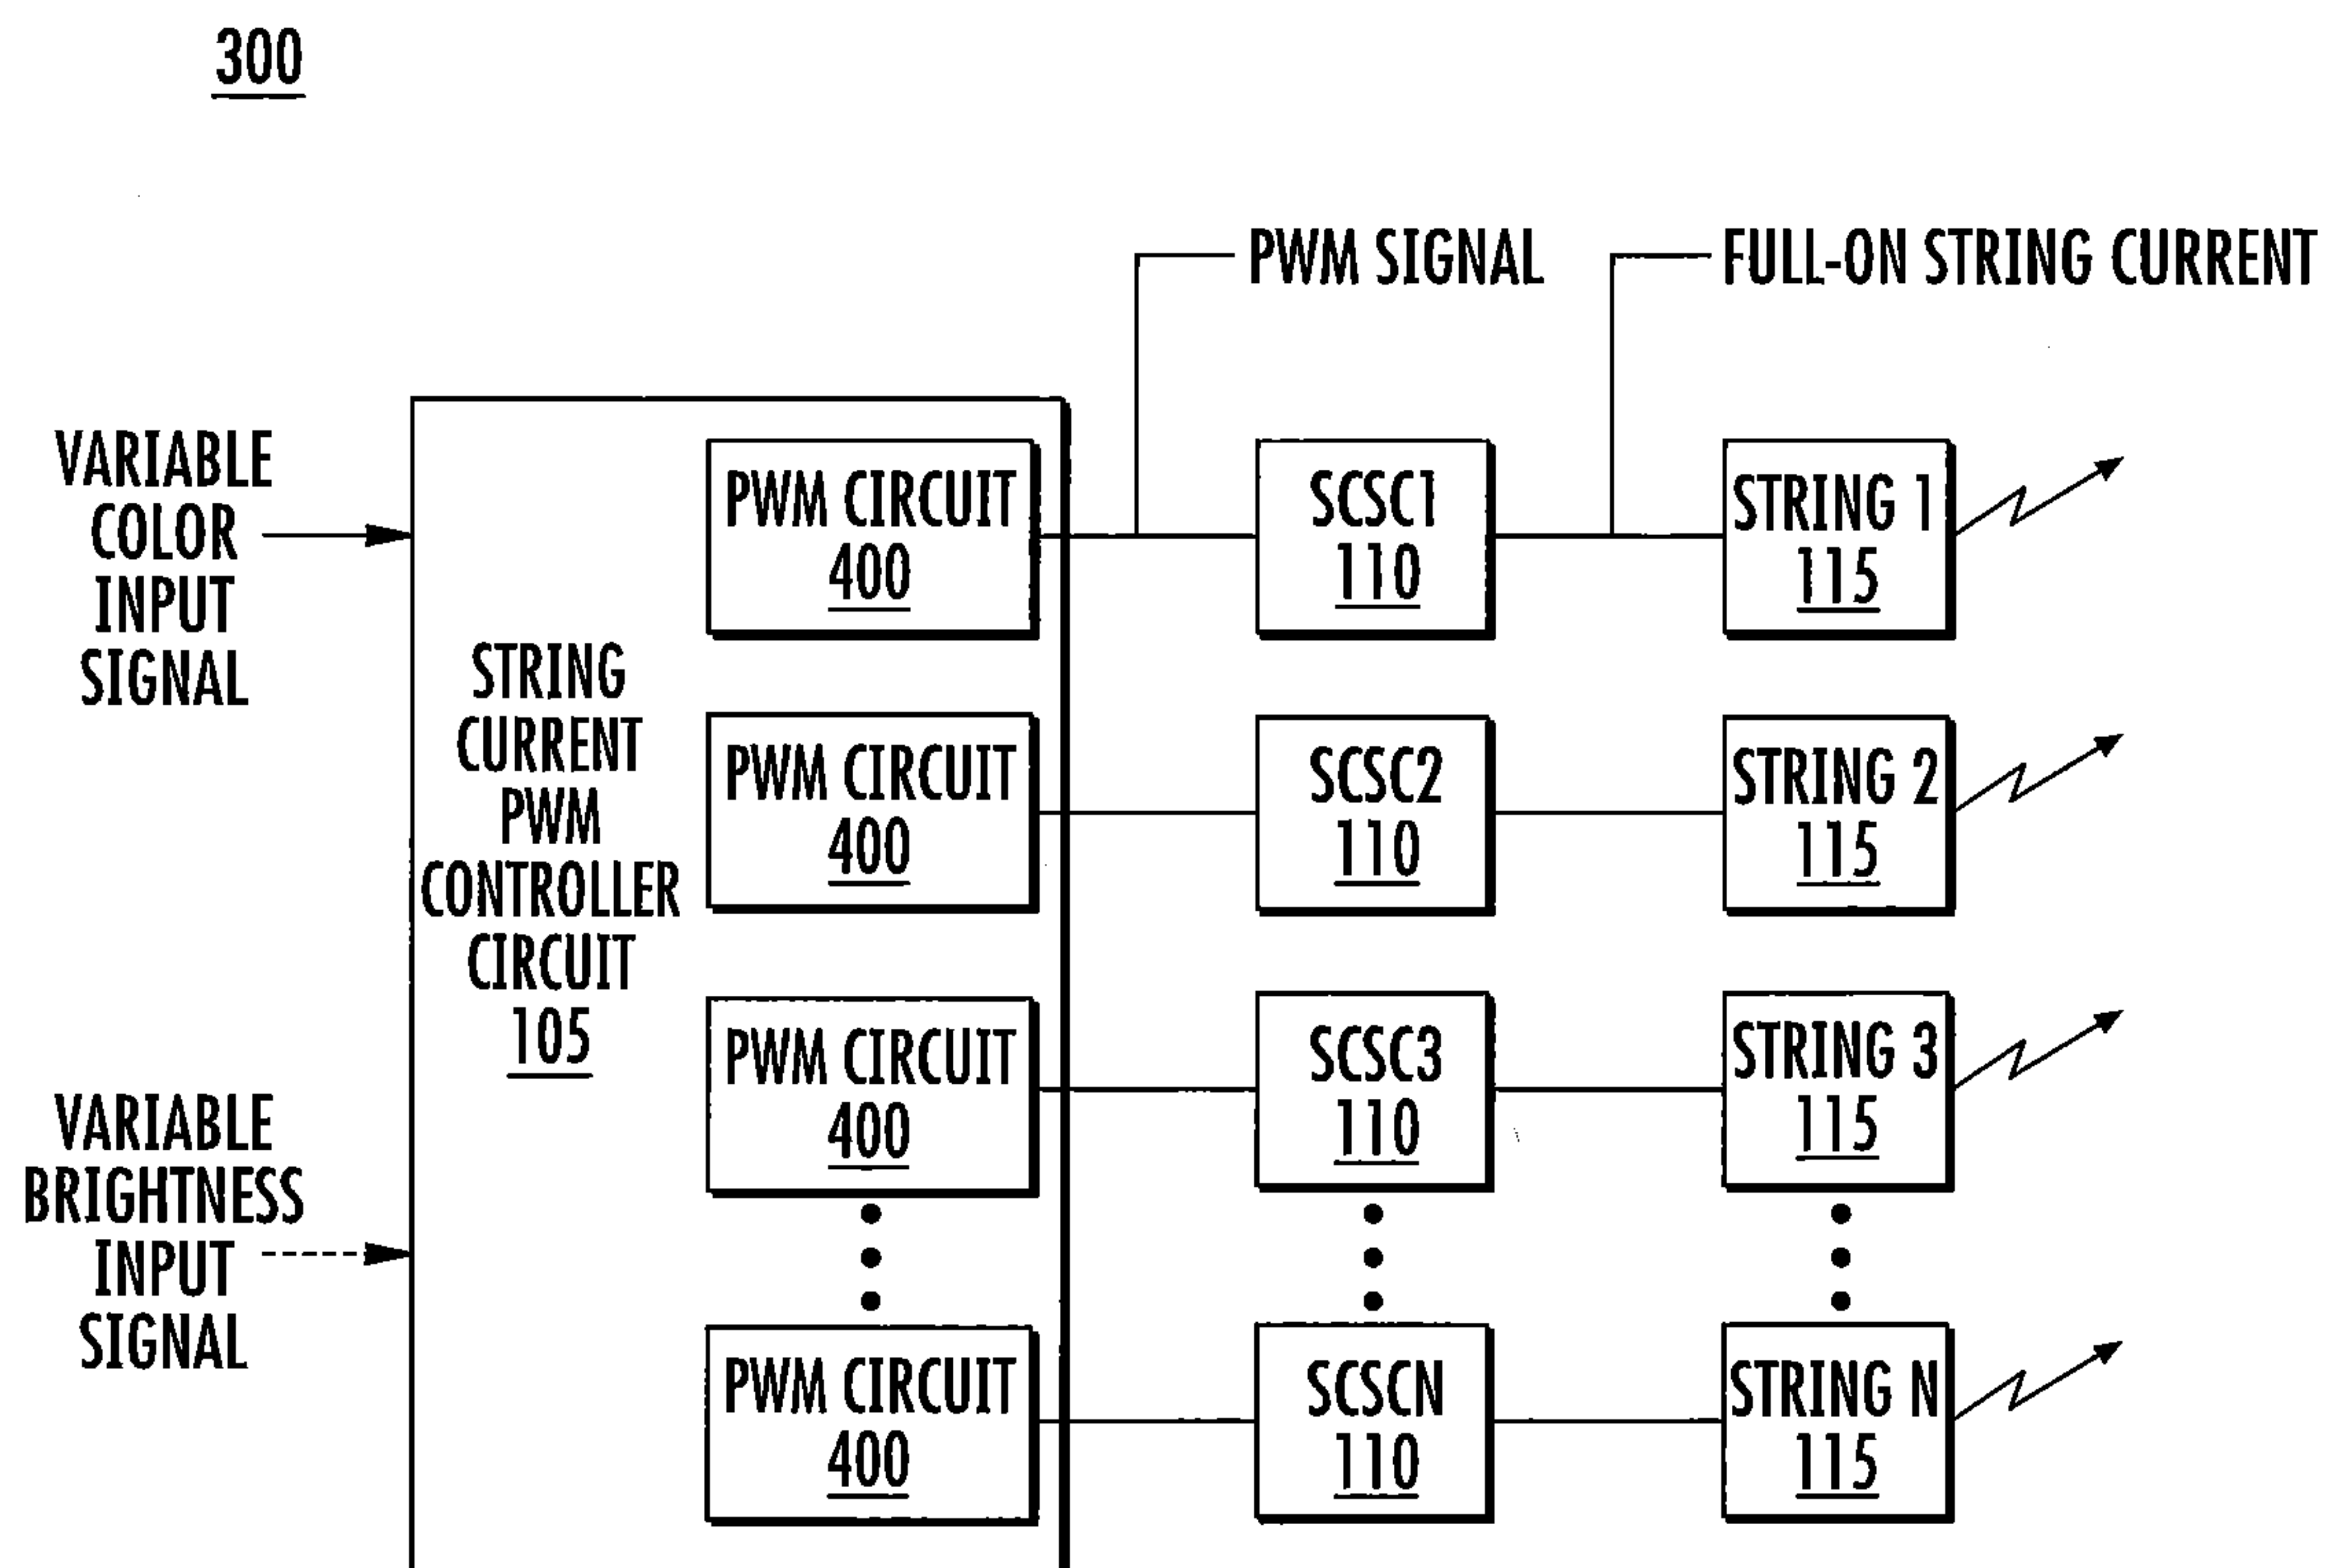 300
PWM SIGNAL
FULL-ON STRING CURRENT
VARIABLE
COLOR
INPUT
SIGNAL
VARIABLE
BRIGHTNESS
INPUT
SIGNAL
STRING
CURRENT
PWM
CONTROLLER
CIRCUIT
105
PWM CIRCUIT
400
SCSC1
110
STRING 1
115
PWM CIRCUIT
400
SCSC2
110
STRING 2
115
PWM CIRCUIT
400
SCSC3
110
STRING 3
115
PWM CIRCUIT
400
SCSCN
110
STRING N
115